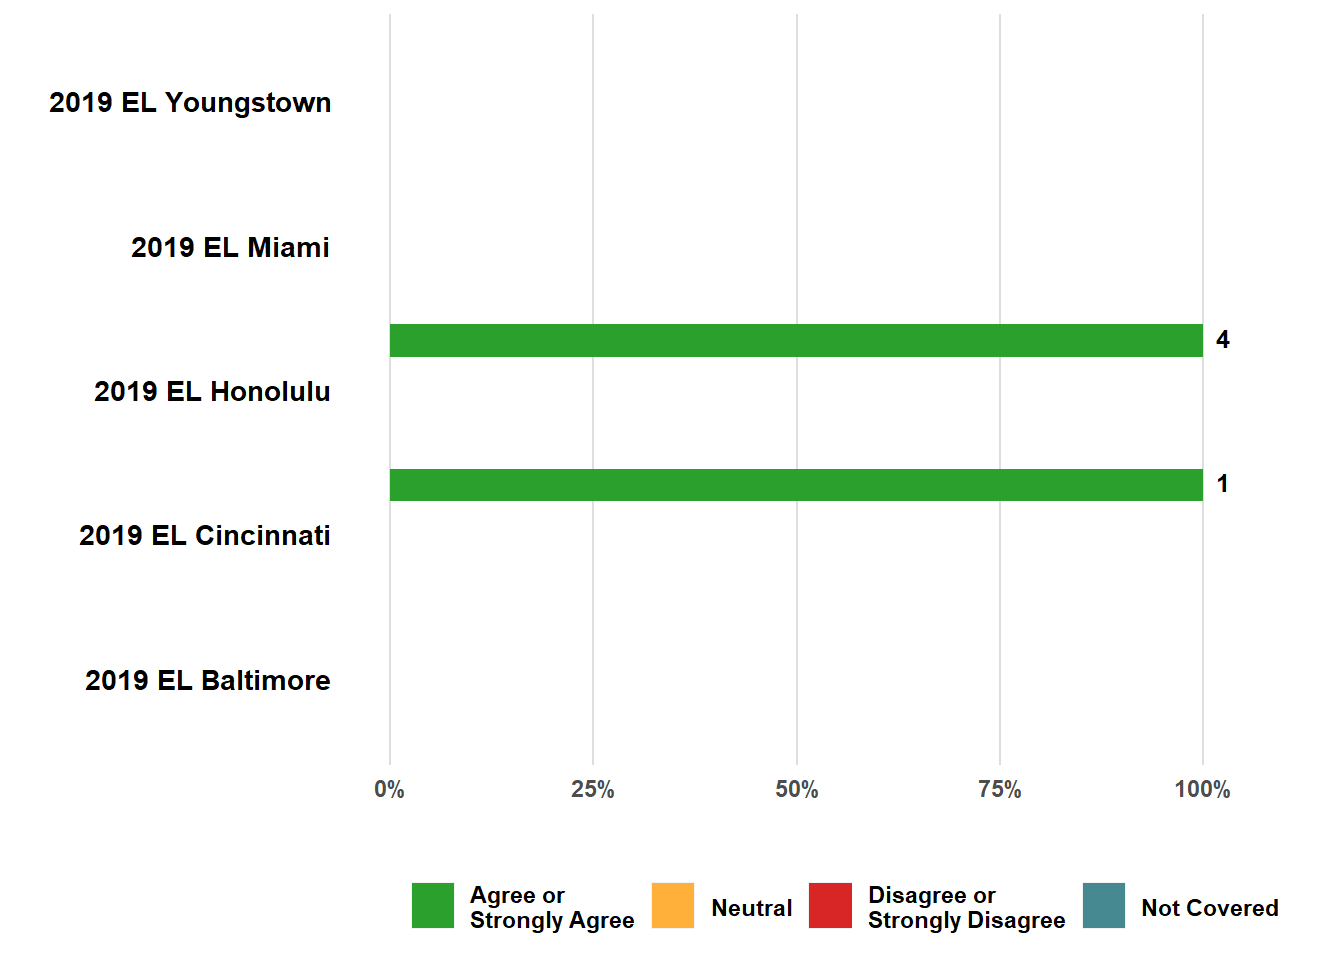 2019 EL Youngstown
2019 EL Miami
4
2019 EL Honolulu
1
2019 EL Cincinnati
2019 EL Baltimore
0% 25% 50% 75% 100%
Agree or
Strongly Agree
Neutral
Disagree or
Strongly Disagree
Not Covered